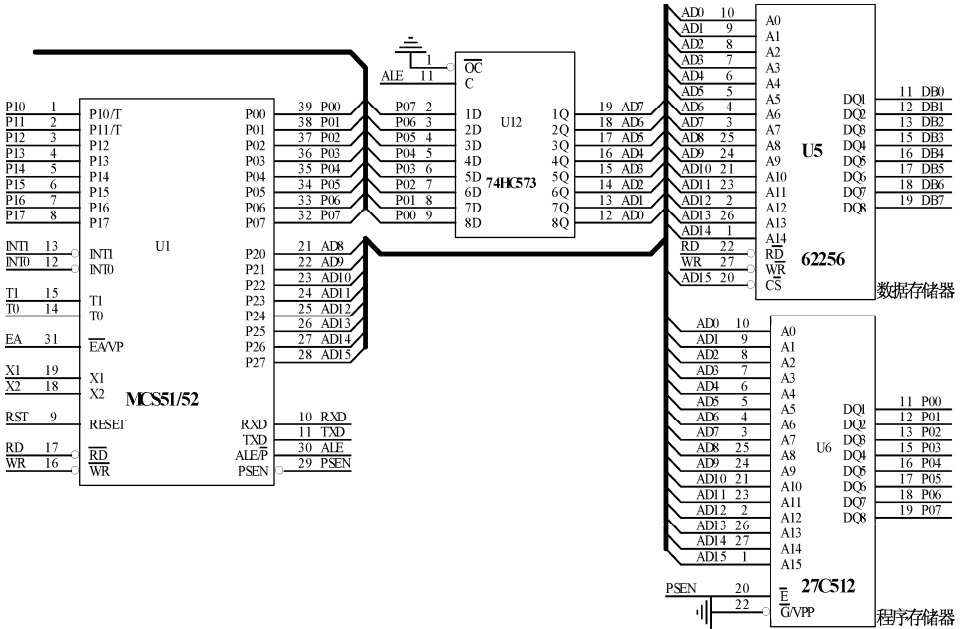 P10 1 P10/T P00 39 P00
P11 2 P11/T P01 38 P01
P12 3 P12 P02 37 P02
P13 4 P13 P03 36 P03
P14 5 P14 P04 35 P04
P15 6 P15 P05 34 P05
P16 7 P16 P06 33 P06
P17 8 P17 P07 32 P07
U1
INT1 13 INT1 P20 21 AD8
INT0 12 INT0 P21 22 AD9
P22 23 AD10
T1 15 T1 P23 24 AD11
T0 14 T0 P24 25 AD12
P25 26 AD13
EA 31 EA/VP P26 27 AD14
P27 28 AD15
X1 19 X1
X2 18 X2
MCS51/52
RST 9 RESET RXD 10 RXD
TXD 11 TXD
RD 17 RD ALE/P 30 ALE
WR 16 WR PSEN 29 PSEN
1 OC
ALE 11 C
U12
P07 2 1D 1Q 19 AD7
P06 3 2D 2Q 18 AD6
P05 4 3D 3Q 17 AD5
P04 5 4D 4Q 16 AD4
P03 6 5D 5Q 15 AD3
P02 7 6D 6Q 14 AD2
P01 8 7D 7Q 13 AD1
P00 9 8D 8Q 12 AD0
74HC573
AD0 10 A0
AD1 9 A1
AD2 8 A2
AD3 7 A3
AD4 6 A4
AD5 5 A5 DQ1 11 DB0
AD6 4 A6 DQ2 12 DB1
AD7 3 A7 DQ3 13 DB2
AD8 25 A8 DQ4 15 DB3
AD9 24 A9 DQ5 16 DB4
AD10 21 A10 DQ6 17 DB5
AD11 23 A11 DQ7 18 DB6
AD12 2 A12 DQ8 19 DB7
AD13 26 A13
AD14 1 A14
RD 22 RD
WR 27 WR
AD15 20 CS
U5
62256
数据存储器
AD0 10 A0
AD1 9 A1
AD2 8 A2
AD3 7 A3
AD4 6 A4
AD5 5 A5 DQ1 11 P00
AD6 4 A6 DQ2 12 P01
AD7 3 A7 DQ3 13 P02
AD8 25 A8 DQ4 15 P03
AD9 24 A9 DQ5 16 P04
AD10 21 A10 DQ6 17 P05
AD11 23 A11 DQ7 18 P06
AD12 2 A12 DQ8 19 P07
AD13 26 A13
AD14 27 A14
AD15 1 A15
U6
PSEN 20 E
22 G/VPP
27C512
程序存储器